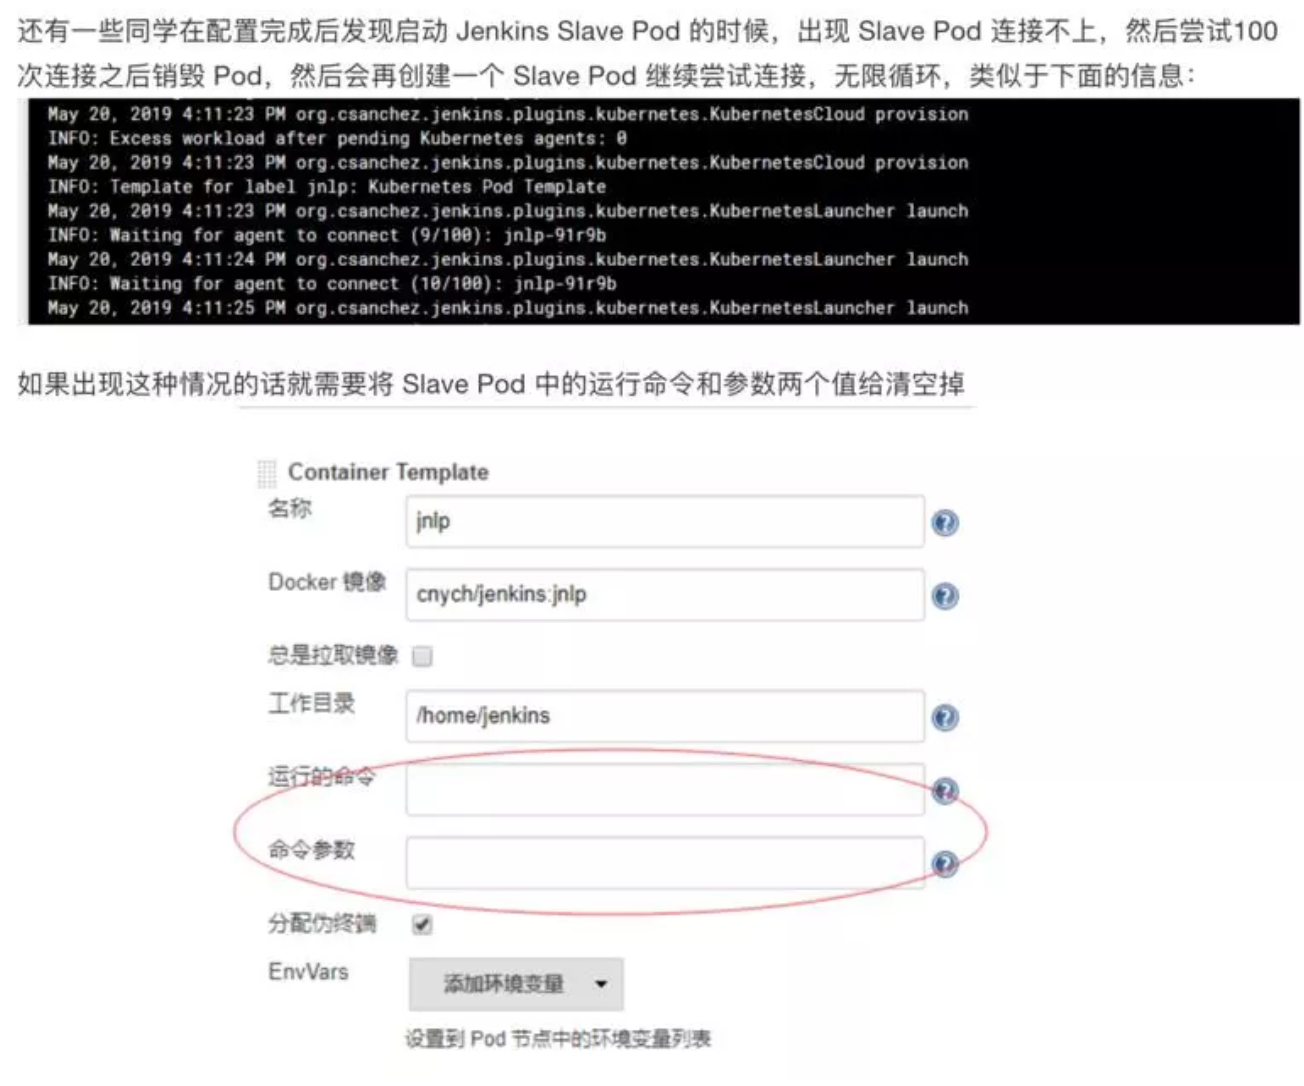 还有一些同学在配置完成后发现启动 Jenkins Slave Pod 的时候，出现 Slave Pod 连接不上，然后尝试100
次连接之后销毁 Pod，然后会再创建一个 Slave Pod 继续尝试连接，无限循环，类似于下面的信息：
May 20, 2019 4:11:23 PM org.csanchez.jenkins.plugins.kubernetes.KubernetesCloud provision
INFO: Excess workload after pending Kubernetes agents: 0
May 20, 2019 4:11:23 PM org.csanchez.jenkins.plugins.kubernetes.KubernetesCloud provision
INFO: Template for label jnlp: Kubernetes Pod Template
May 20, 2019 4:11:23 PM org.csanchez.jenkins.plugins.kubernetes.KubernetesLauncher launch
INFO: Waiting for agent to connect (9/100): jnlp-91r9b
May 20, 2019 4:11:24 PM org.csanchez.jenkins.plugins.kubernetes.KubernetesLauncher launch
INFO: Waiting for agent to connect (10/100): jnlp-91r9b
May 20, 2019 4:11:25 PM org.csanchez.jenkins.plugins.kubernetes.KubernetesLauncher launch
如果出现这种情况的话就需要将 Slave Pod 中的运行命令和参数两个值给清空掉
Container Template
名称
jnlp
Docker 镜像
cnych/jenkins:jnlp
总是拉取镜像
工作目录
/home/jenkins
运行的命令
命令参数
分配伪终端
EnvVars
添加环境变量
设置到 Pod 节点中的环境变量列表